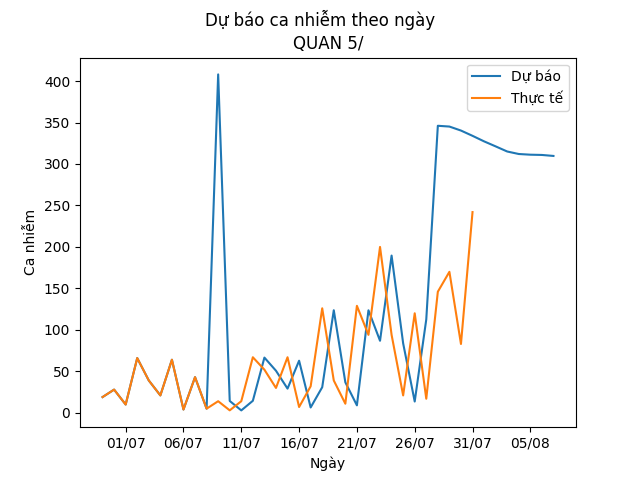 Dự báo ca nhiễm theo ngày
QUAN 5/
Ca nhiễm
400
350
300
250
200
150
100
50
0
Dự báo
Thực tế
01/07 06/07 11/07 16/07 21/07 26/07 31/07 05/08
Ngày